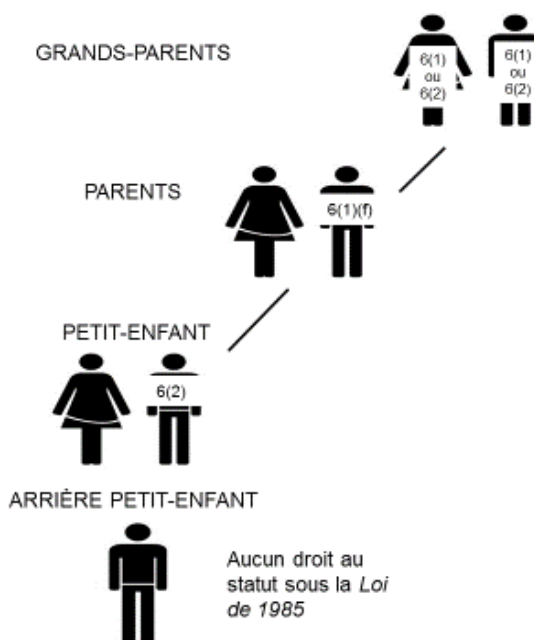 GRANDS-PARENTS
6(1)
ou
6(2)
6(1)
ou
6(2)
PARENTS
6(1)(f)
PETIT-ENFANT
6(2)
ARRIÈRE PETIT-ENFANT
Aucun droit au
statut sous la Loi
de 1985